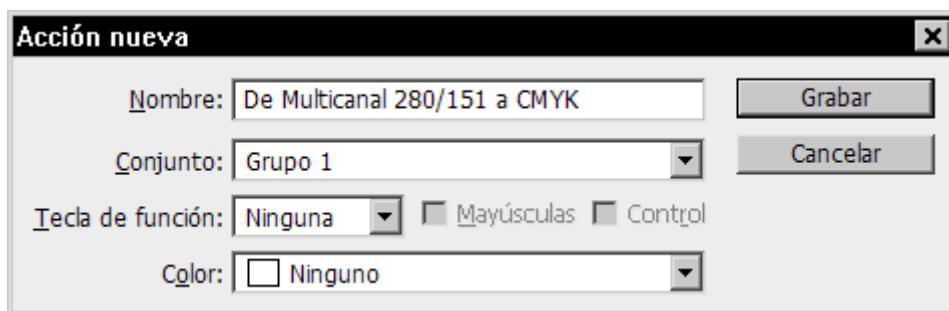 Acción nueva
Nombre: De Multicanal 280/151 a CMYK Grabar
Conjunto: Grupo 1 Cancelar
Tecla de función: Ninguna Mayúsculas Control
Color: Ninguno